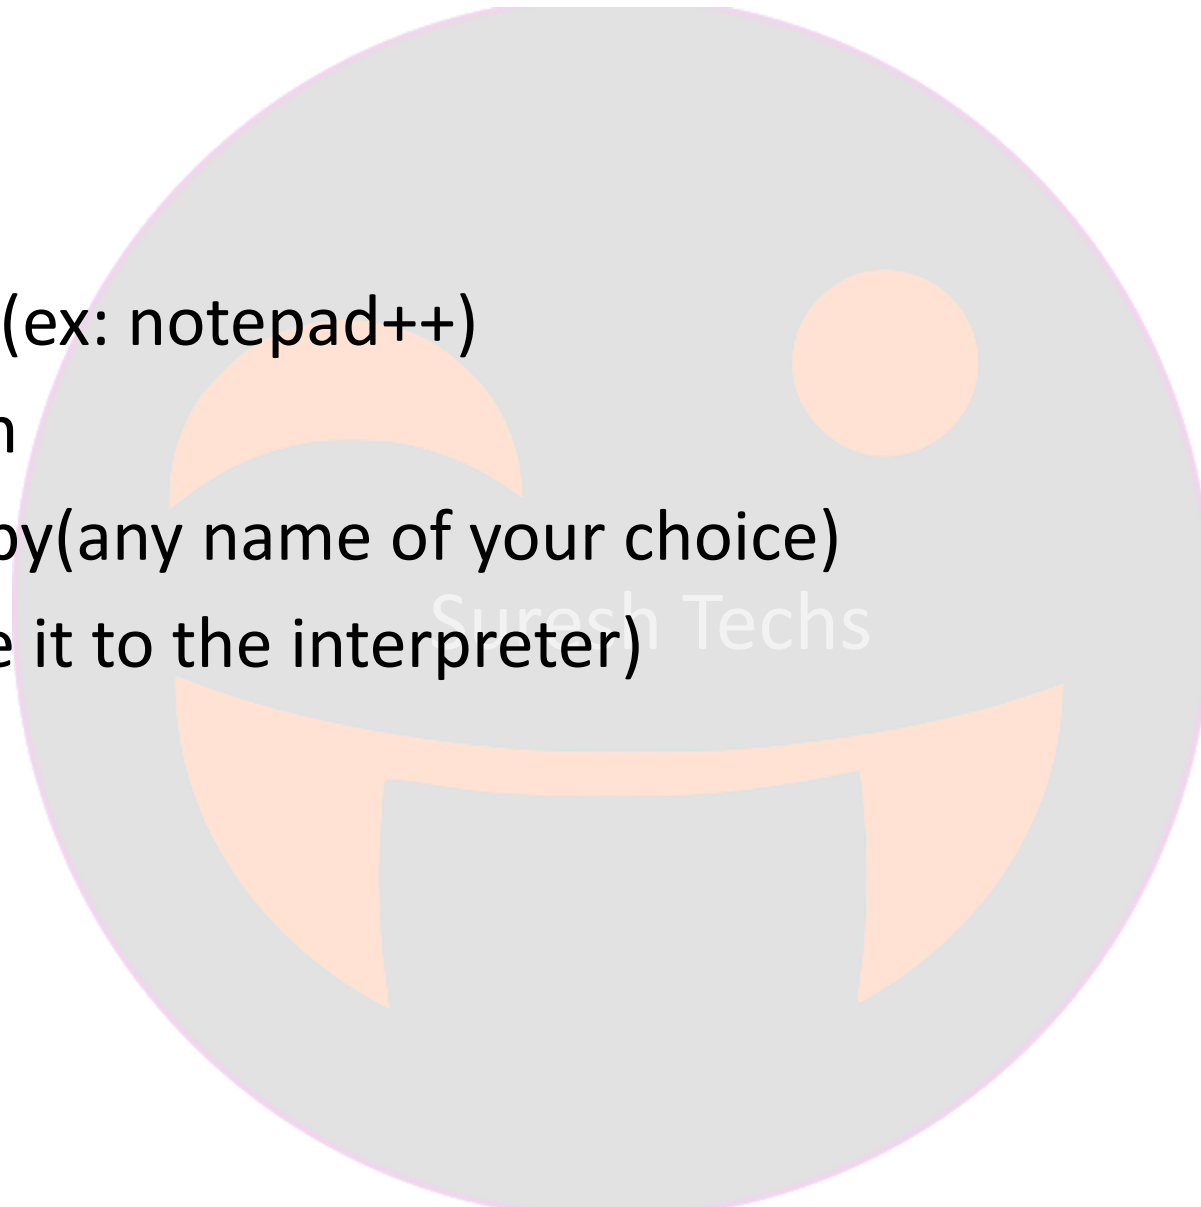 (ex: notepad++)
n
py(any name of your choice)
Suresh Techs
e it to the interpreter)